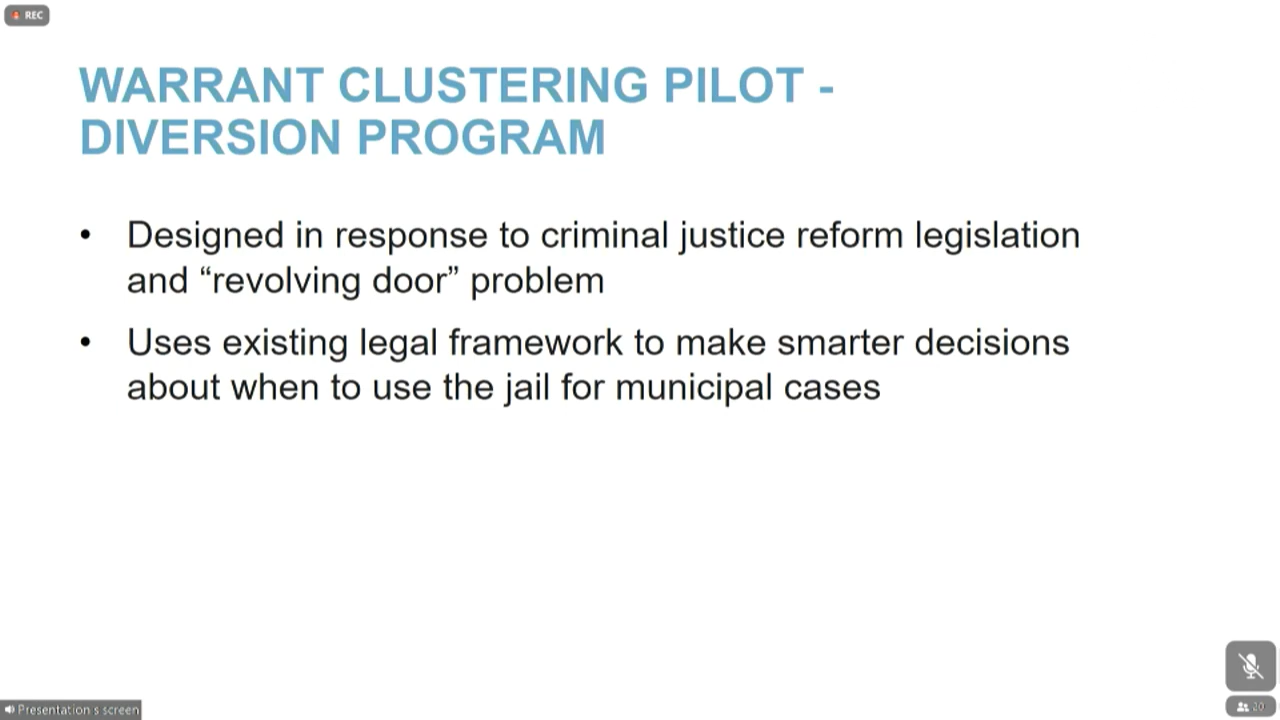 REC
WARRANT CLUSTERING PILOT -
DIVERSION PROGRAM
• Designed in response to criminal justice reform legislation
and “revolving door” problem
• Uses existing legal framework to make smarter decisions
about when to use the jail for municipal cases
Presentation s screen
20